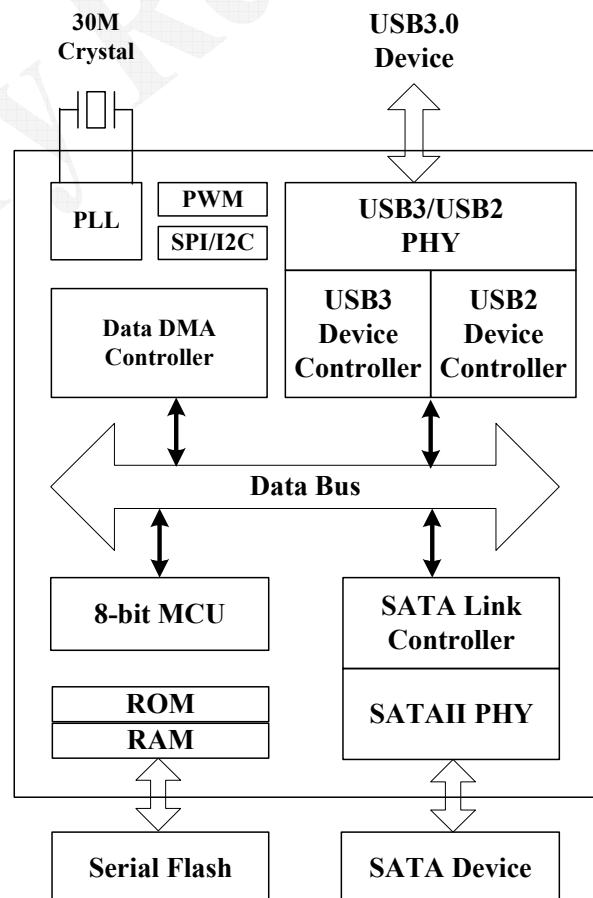 30M
Crystal
USB3.0
Device
PLL
PWM
SPI/I2C
USB3/USB2
PHY
Data DMA
Controller
USB3
Device
Controller
USB2
Device
Controller
Data Bus
8-bit MCU
SATA Link
Controller
ROM
RAM
SATAII PHY
Serial Flash
SATA Device